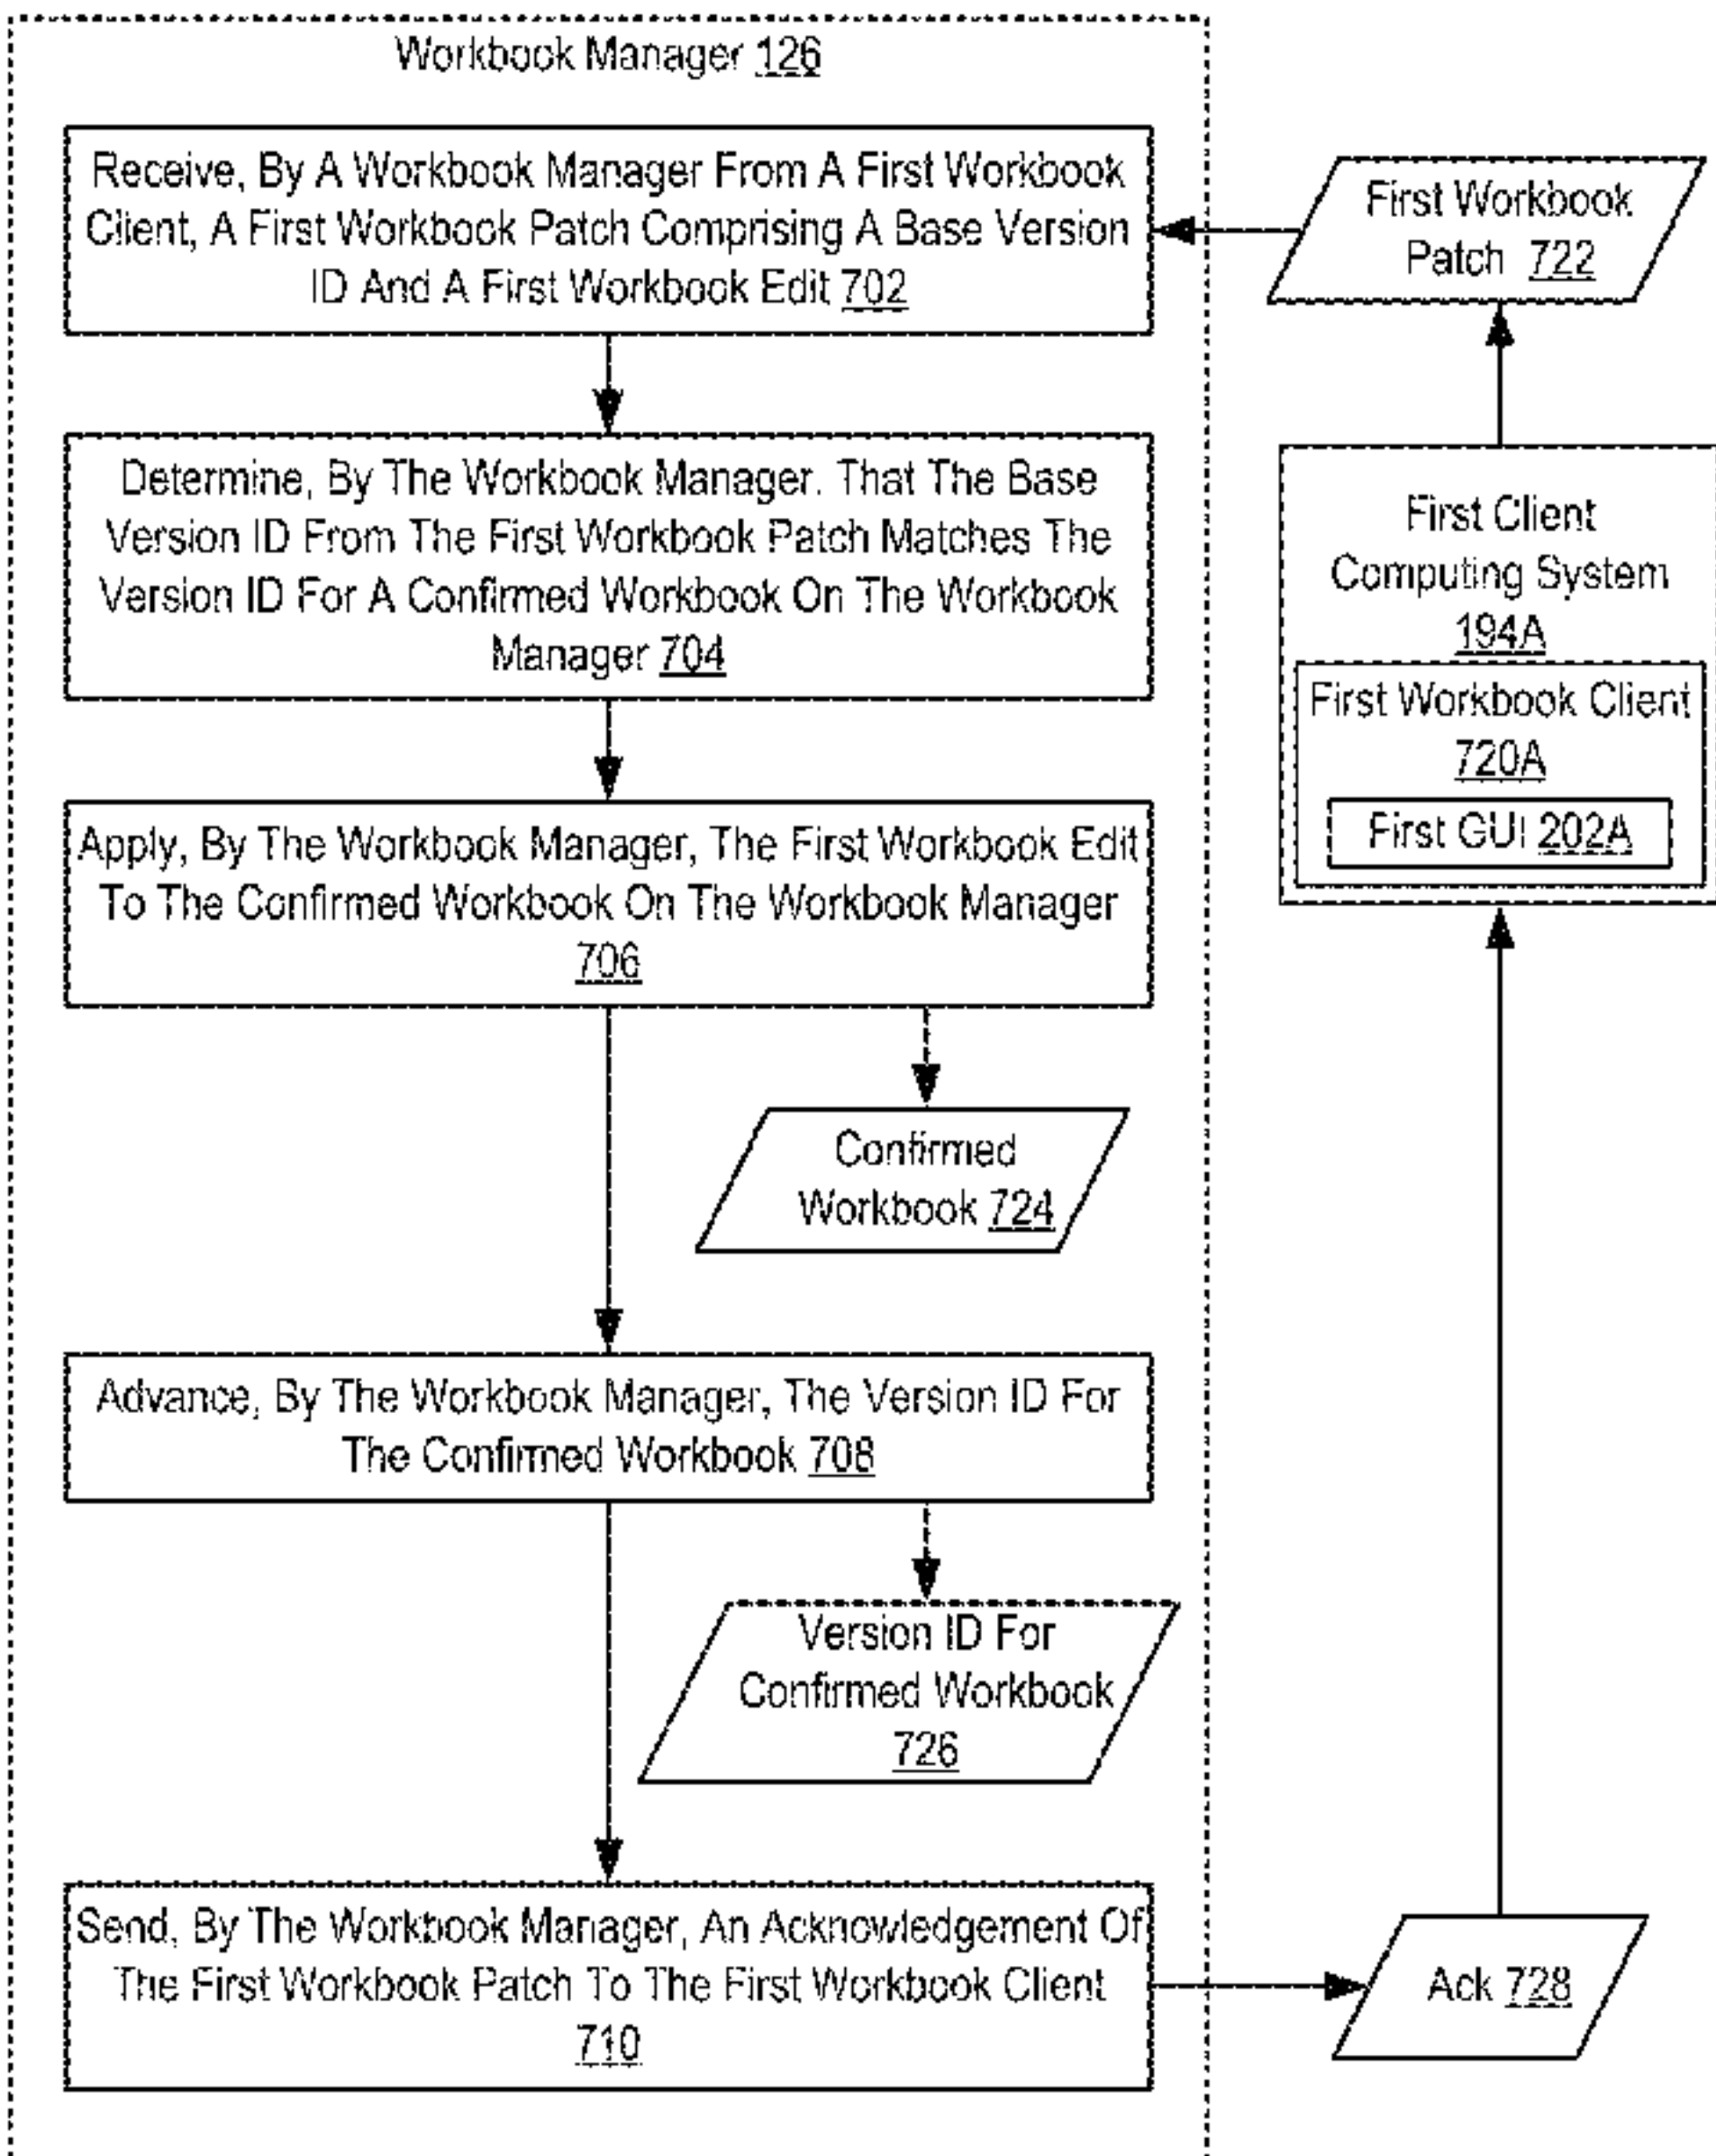 Workbook Manager 126
Receive, By A Workbook Manager From A First Workbook
Client, A First Workbook Patch Comprising A Base Version
ID And A First Workbook Edit 702
First Workbook
Patch 722
Determine, By The Workbook Manager. That The Base
Version ID From The First Workbook Patch Matches The
Version ID For A Confirmed Workbook On The Workbook
Manager 704
First Client
Computing System
194A
First Workbook Client
720A
First GUI 202A
Apply, By The Workbook Manager, The First Workbook Edit
To The Confirmed Workbook On The Workbook Manager
706
Confirmed
Workbook 724
Advance, By The Workbook Manager, The Version ID For
The Confirmed Workbook 708
Version ID For
Confirmed Workbook
726
Send, By The Workbook Manager, An Acknowledgement Of
The First Workbook Patch To The First Workbook Client
710
Ack 728